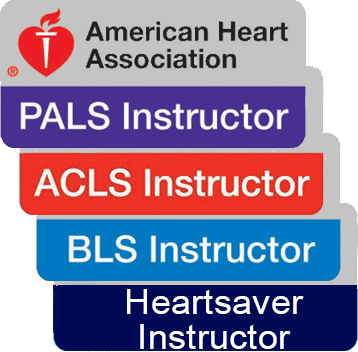 American Heart
Association
®
PALS Instructor
ACLS Instructor
BLS Instructor
Heartsaver
Instructor